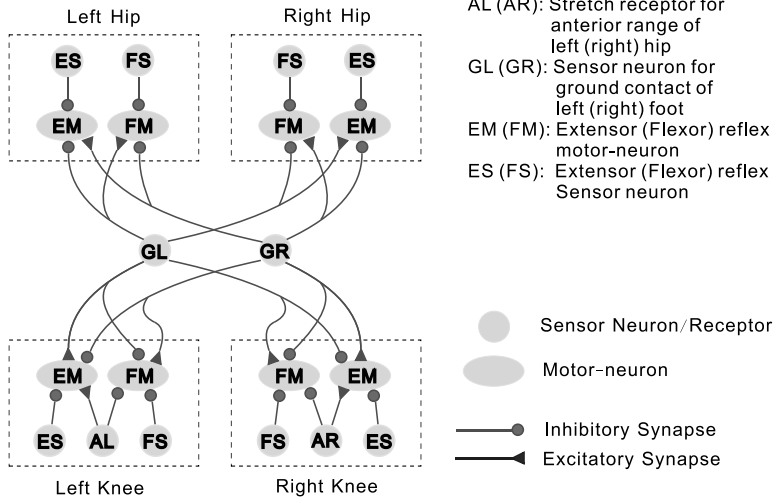 Left Hip
Right Hip
ES
FS
FS
ES
EM
FM
FM
EM
GL
GR
EM
FM
FM
EM
ES
AL
FS
FS
AR
ES
Left Knee
Right Knee
AL (AR): Stretch receptor for
anterior range of
left (right) hip
GL (GR): Sensor neuron for
ground contact of
left (right) foot
EM (FM): Extensor (Flexor) reflex
motor-neuron
ES (FS): Extensor (Flexor) reflex
Sensor neuron
Sensor Neuron/Receptor
Motor-neuron
Inhibitory Synapse
Excitatory Synapse